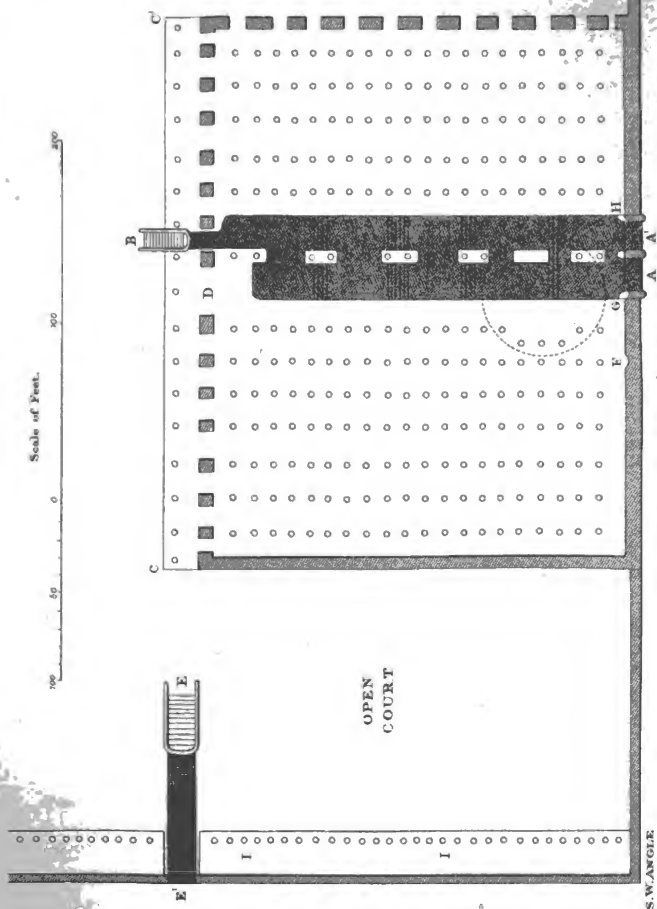 Scale of Feet.
100 50 0 100 200
B
C C'
E' E
D
I
OPEN
COURT
I
F G H
S.W. ANGLE A A